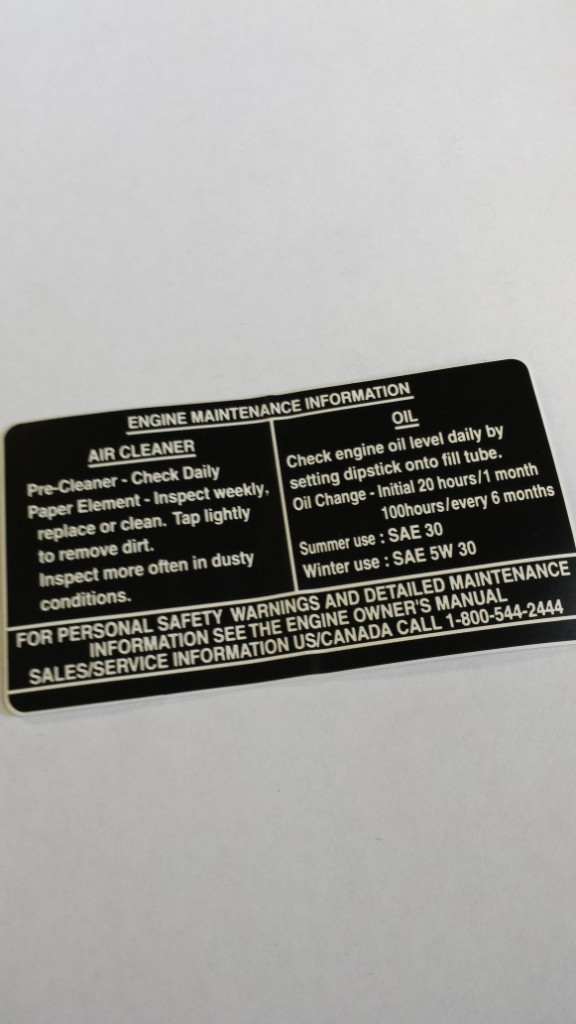 ENGINE MAINTENANCE INFORMATION
AIR CLEANER
Pre-Cleaner - Check Daily
Paper Element - Inspect weekly,
replace or clean. Tap lightly
to remove dirt.
Inspect more often in dusty
conditions.
OIL
Check engine oil level daily by
setting dipstick onto fill tube.
Oil Change - Initial 20 hours/1 month
100hours/every 6 months
Summer use : SAE 30
Winter use : SAE 5W 30
FOR PERSONAL SAFETY WARNINGS AND DETAILED MAINTENANCE
INFORMATION SEE THE ENGINE OWNER'S MANUAL
SALES/SERVICE INFORMATION US/CANADA CALL 1-800-544-2444